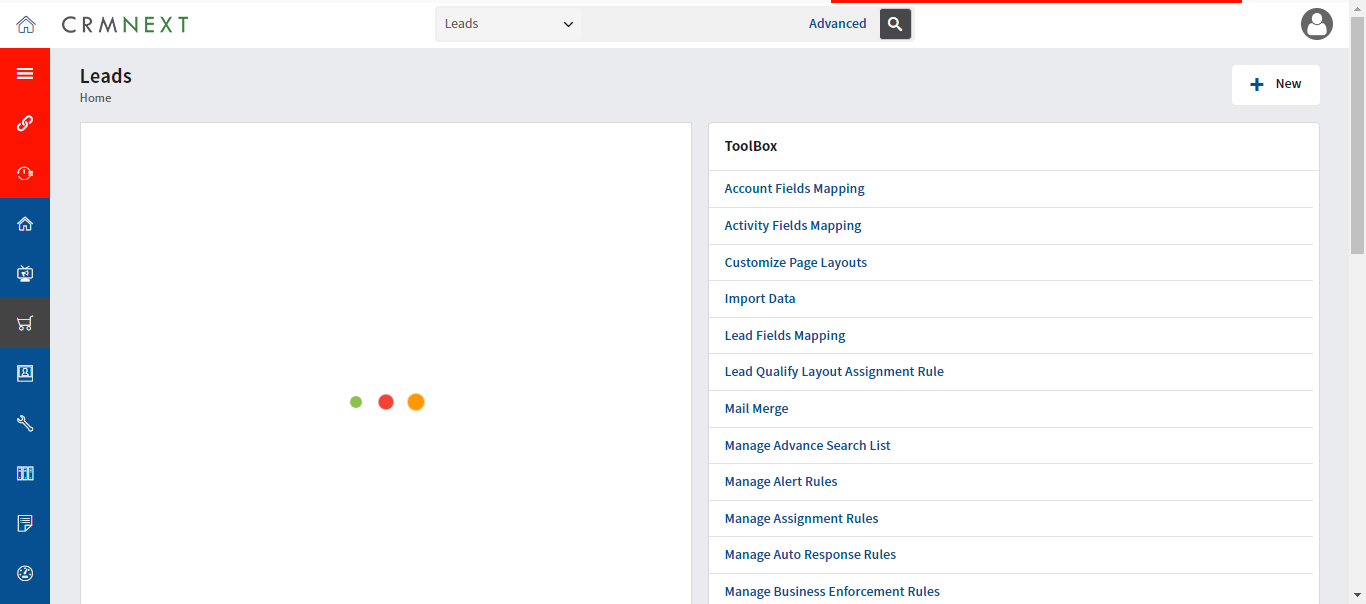 CRMNEXT
Leads
Advanced
Leads
Home
New
ToolBox
Account Fields Mapping
Activity Fields Mapping
Customize Page Layouts
Import Data
Lead Fields Mapping
Lead Qualify Layout Assignment Rule
Mail Merge
Manage Advance Search List
Manage Alert Rules
Manage Assignment Rules
Manage Auto Response Rules
Manage Business Enforcement Rules